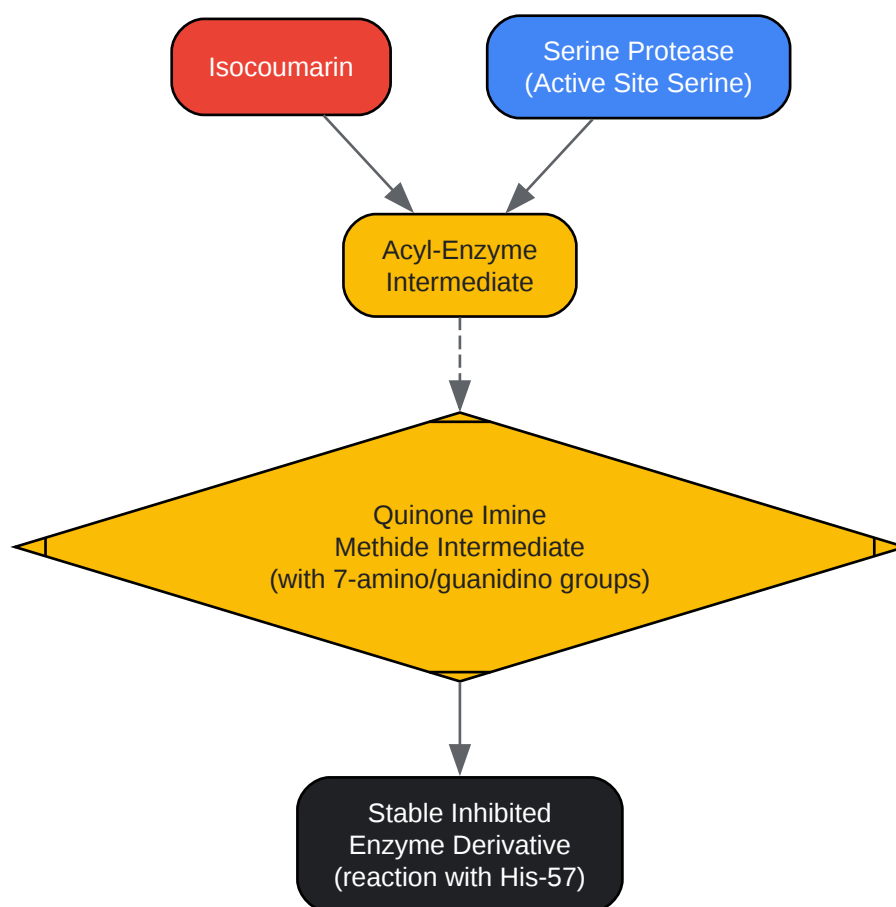 Isocoumarin
Serine Protease
(Active Site Serine)
Acyl-Enzyme
Intermediate
Quinone Imine
Methide Intermediate
(with 7-amino/guanidino groups)
Stable Inhibited
Enzyme Derivative
(reaction with His-57)